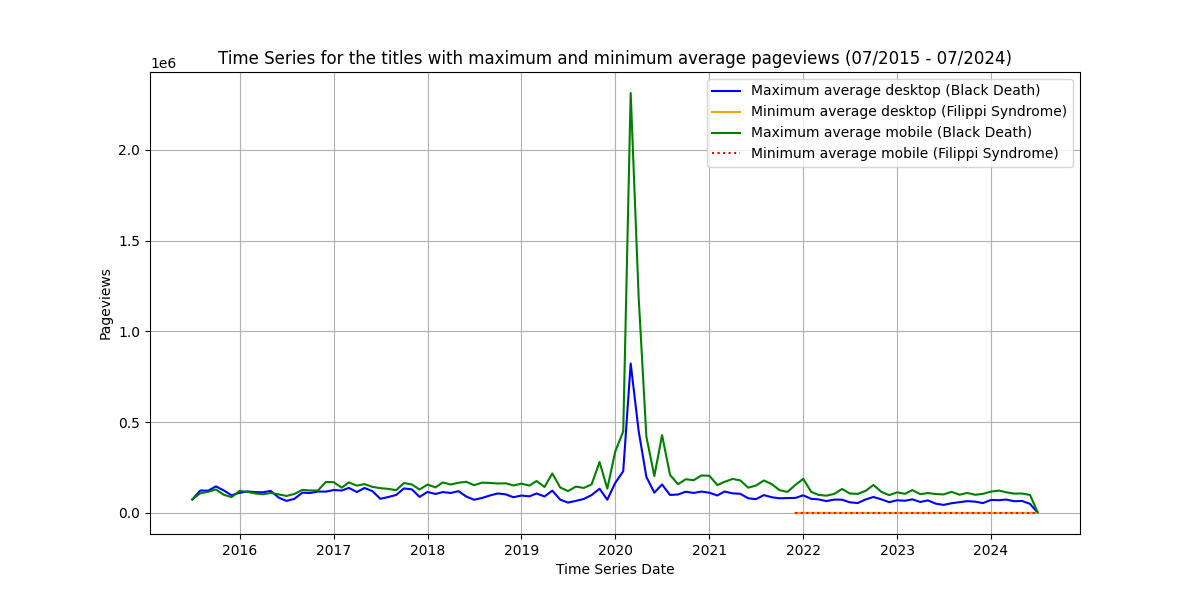 Time Series for the titles with maximum and minimum average pageviews (07/2015 - 07/2024)
1e6
Maximum average desktop (Black Death)
Minimum average desktop (Filippi Syndrome)
Maximum average mobile (Black Death)
Minimum average mobile (Filippi Syndrome)
2.0
1.5
1.0
0.5
0.0
Pageviews
2016 2017 2018 2019 2020 2021 2022 2023 2024
Time Series Date